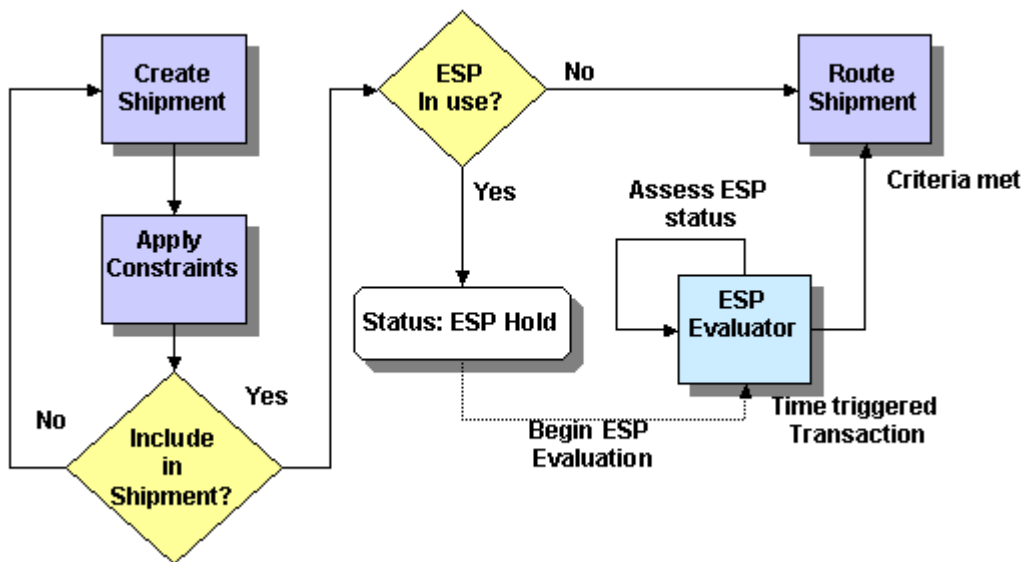 Create
Shipment
Apply
Constraints
Include
in
Shipment?
No
Yes
ESP
In use?
No
Yes
Route
Shipment
Status: ESP Hold
Begin ESP
Evaluation
Assess ESP
status
ESP
Evaluator
Time triggered
Transaction
Criteria met